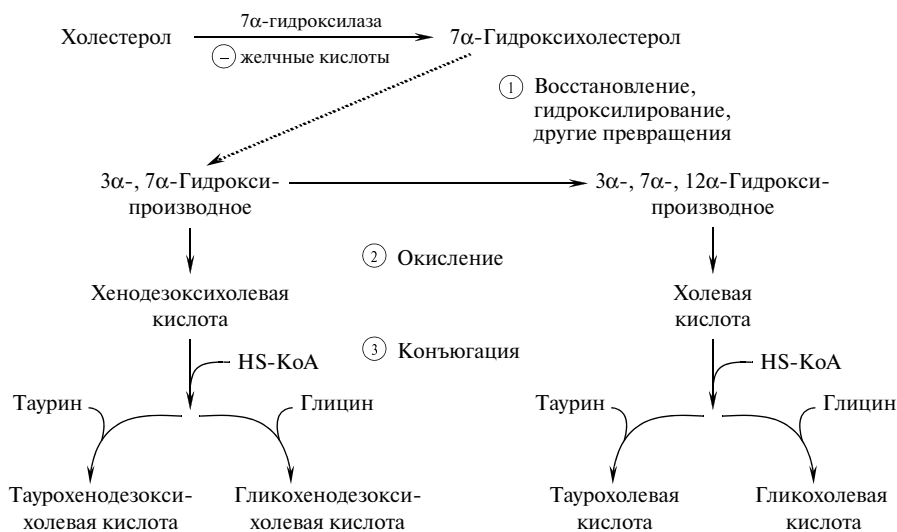 7α-гидроксилаза
Холестерол
7α-Гидроксихолестерол
– желчные кислоты
1 Восстановление,
гидроксилирование,
другие превращения
3α-, 7α-Гидрокси-
производное
3α-, 7α-, 12α-Гидрокси-
производное
2 Окисление
Хенодезоксихолевая
кислота
Холевая
кислота
3 Конъюгация
HS-KoA
HS-KoA
Таурин
Глицин
Таурин
Глицин
Таурохенодезокси-
холевая кислота
Гликохенодезокси-
холевая кислота
Таурохолевая
кислота
Гликохолевая
кислота